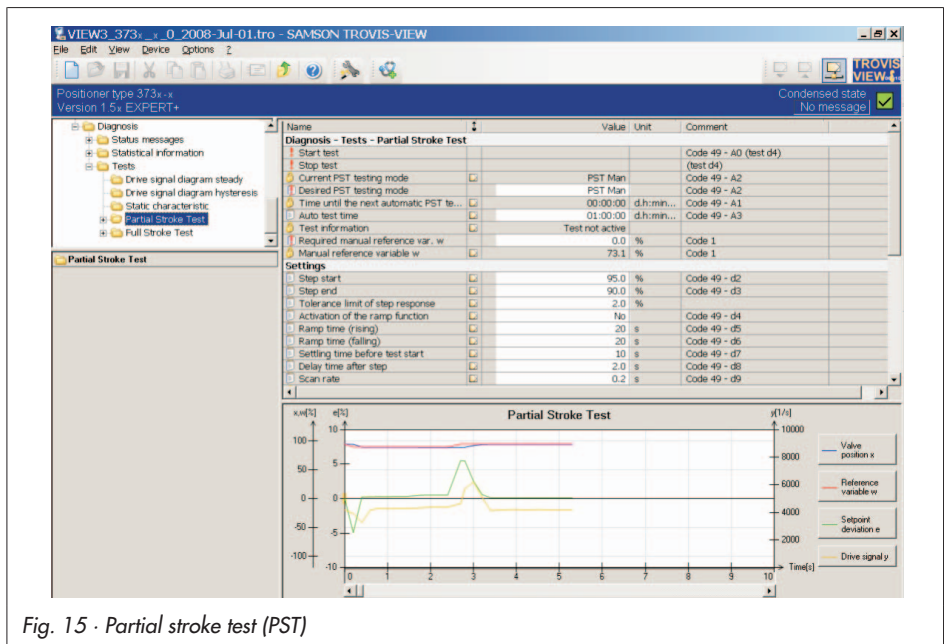 VIEW3_373x_x_0_2008-Jul-01.tro - SAMSON TROVIS-VIEW
File Edit View Device Options ?
TROVIS
VIEW
Positioner type 373x-x
Version 1.5x EXPERT+
Condensed state
No message
Diagnosis
Status messages
Statistical information
Tests
Drive signal diagram steady
Drive signal diagram hysteresis
Static characteristic
Partial Stroke Test
Full Stroke Test
Partial Stroke Test
Name Value Unit Comment
Diagnosis - Tests - Partial Stroke Test
Start test Code 49 - A0 (test d4)
Stop test (test d4)
Current PST testing mode PST Man Code 49 - A2
Desired PST testing mode PST Man Code 49 - A2
Time until the next automatic PST te... 00:00:00 d.h:min... Code 49 - A1
Auto test time 01:00:00 d.h:min... Code 49 - A3
Test information Test not active
Required manual reference var. w 0.0 % Code 1
Manual reference variable w 73.1 % Code 1
Settings
Step start 95.0 % Code 49 - d2
Step end 90.0 % Code 49 - d3
Tolerance limit of step response 2.0 %
Activation of the ramp function No Code 49 - d4
Ramp time (rising) 20 s Code 49 - d5
Ramp time (falling) 20 s Code 49 - d6
Settling time before test start 10 s Code 49 - d7
Delay time after step 2.0 s Code 49 - d8
Scan rate 0.2 s Code 49 - d9
x,w[%] e[%] Partial Stroke Test y[1/s]
10 10000
100
8000
5
50
6000
0 0
4000
-50 -5
2000
-100
-10 Time[s]
0 1 2 3 4 5 6 7 8 9 10
Valve
position x
Reference
variable w
Setpoint
deviation e
Drive signal y
Fig. 15 · Partial stroke test (PST)